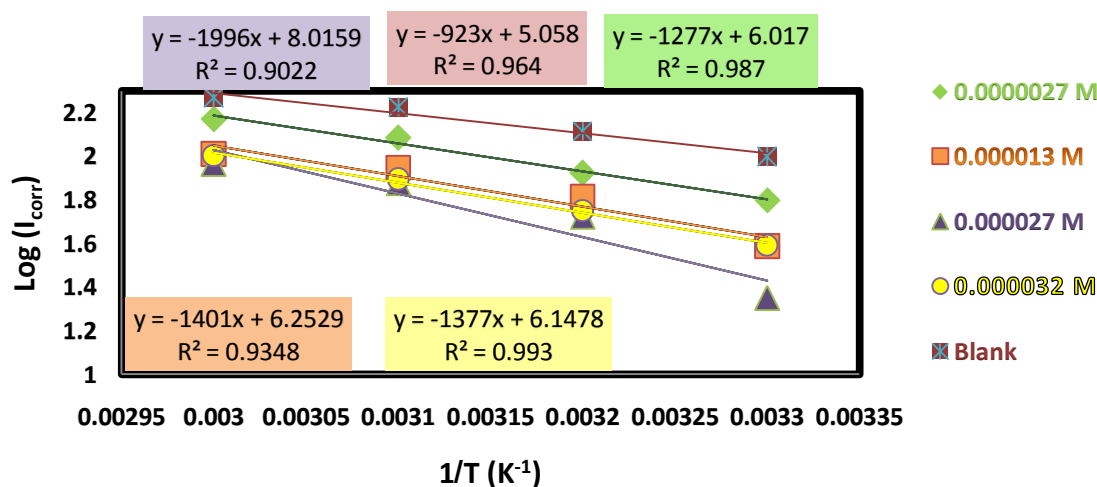 y = -1996x + 8.0159
R² = 0.9022
y = -923x + 5.058
R² = 0.964
y = -1277x + 6.017
R² = 0.987
2.2
2
1.8
1.6
1.4
1.2
1
Log (I_corr)
y = -1401x + 6.2529
R² = 0.9348
y = -1377x + 6.1478
R² = 0.993
0.00295 0.003 0.00305 0.0031 0.00315 0.0032 0.00325 0.0033 0.00335
1/T (K⁻¹)
0.0000027 M
0.000013 M
0.000027 M
0.000032 M
Blank